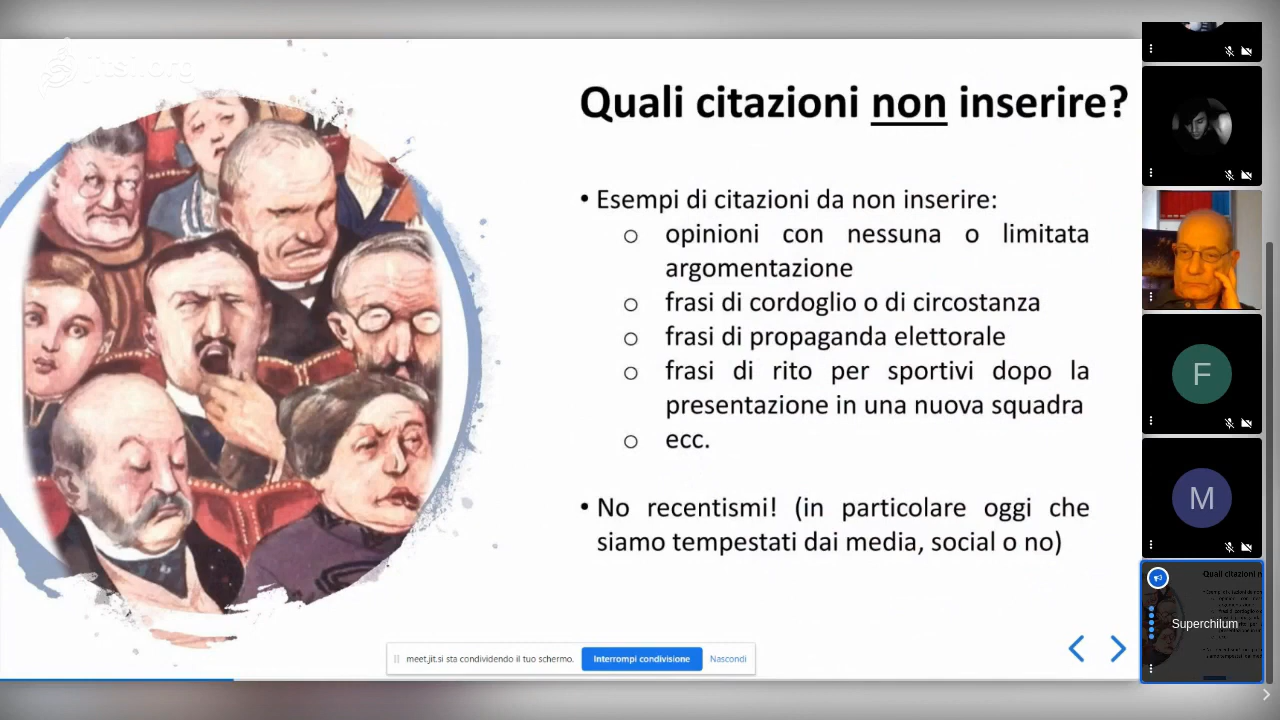 Jitsi.org
Quali citazioni non inserire?
• Esempi di citazioni da non inserire:
o opinioni con nessuna o limitata
argomentazione
o frasi di cordoglio o di circostanza
o frasi di propaganda elettorale
o frasi di rito per sportivi dopo la
presentazione in una nuova squadra
o ecc.
• No recentismi! (in particolare oggi che
siamo tempestati dai media, social o no)
meet.jit.si sta condividendo il tuo schermo. Interrompi condivisione Nascondi
F
M
Quali citazioni n
Superchilum